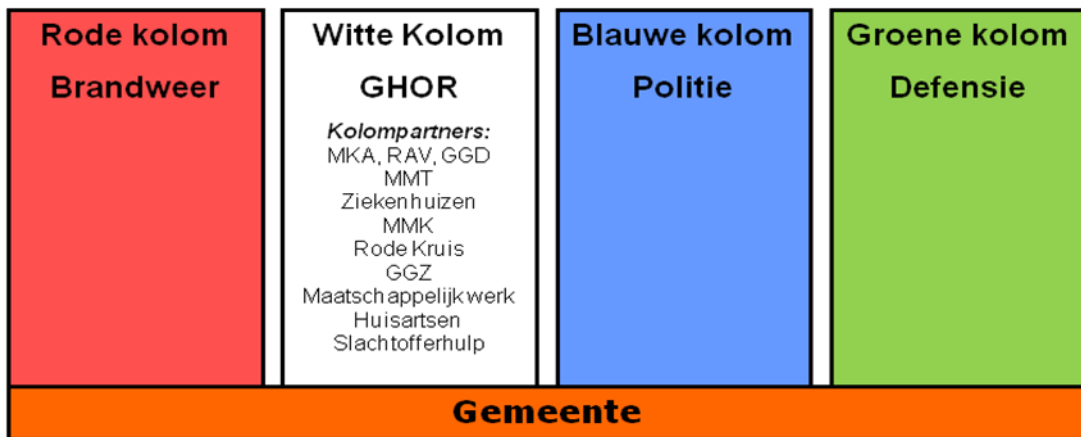 Rode kolom
Brandweer
Witte Kolom
GHOR
Kolompartners:
MKA, RAV, GGD
MMT
Ziekenhuizen
MMK
Rode Kruis
GGZ
Maatschappelijk werk
Huisartsen
Slachtofferhulp
Blauwe kolom
Politie
Groene kolom
Defensie
Gemeente